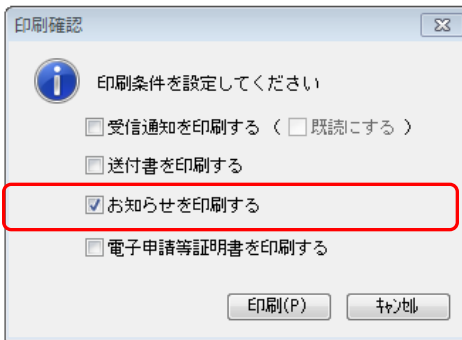 印刷確認
印刷条件を設定してください
受信通知を印刷する ( 既読にする )
送付書を印刷する
お知らせを印刷する
電子申請等証明書を印刷する
印刷(P) ｷｬﾝｾﾙ